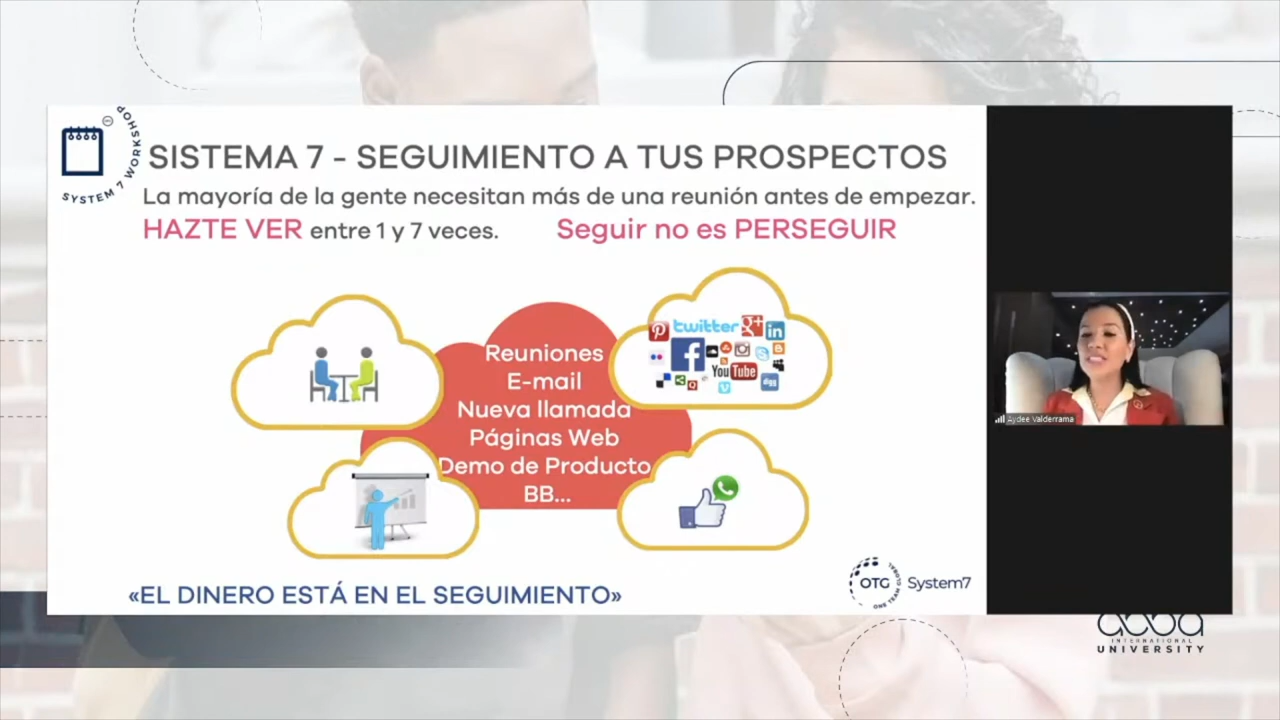 SYSTEM 7 WORKSHOP
SISTEMA 7 - SEGUIMIENTO A TUS PROSPECTOS
La mayoría de la gente necesitan más de una reunión antes de empezar.
HAZTE VER entre 1 y 7 veces.
Seguir no es PERSEGUIR
Reuniones
E-mail
Nueva llamada
Páginas Web
Demo de Producto
BB...
twitter
g+
in
f
You Tube
digg
Aydee Valderrama
«EL DINERO ESTÁ EN EL SEGUIMIENTO»
OTG
ONE TEAM GLOBAL
System7
INTERNATIONAL
UNIVERSITY